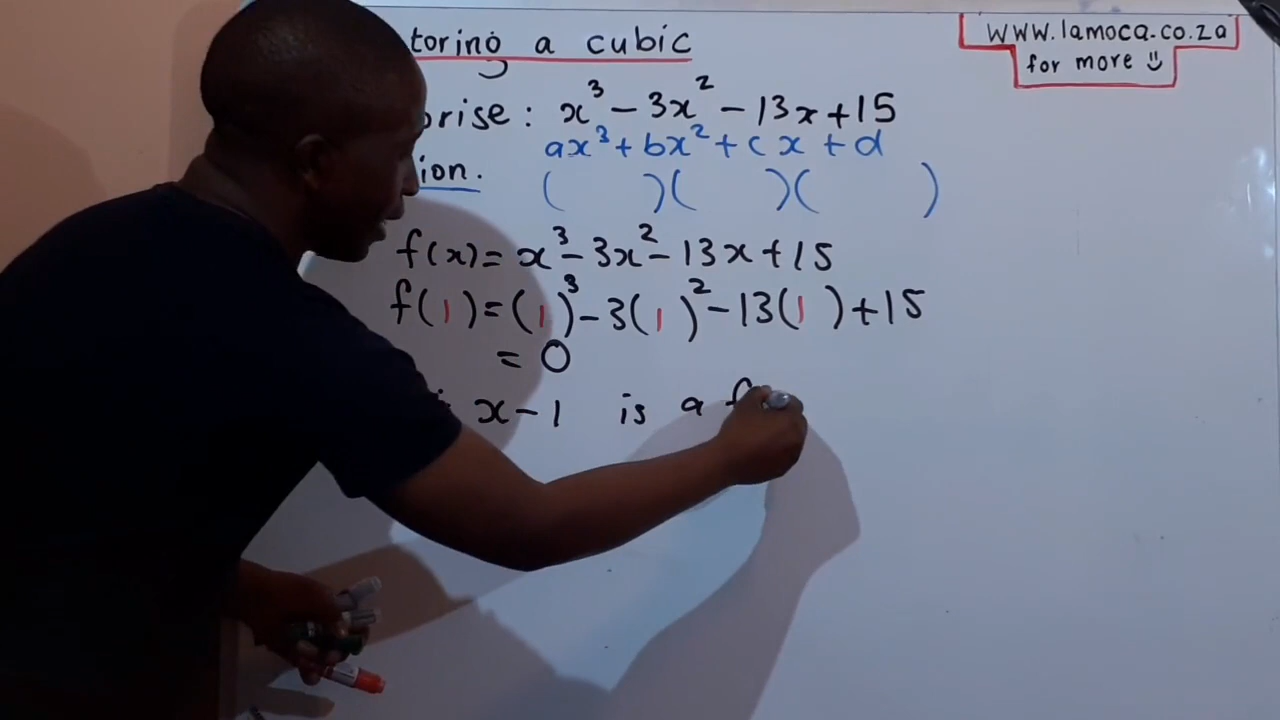 toring a cubic
www.lamoca.co.za
for more
orise: x³ - 3x² - 13x + 15
ax³ + bx² + cx + d
ion. ( )( )( )
f(x) = x³ - 3x² - 13x + 15
f(1) = (1)³ - 3(1)² - 13(1) + 15
= 0
x - 1 is a f